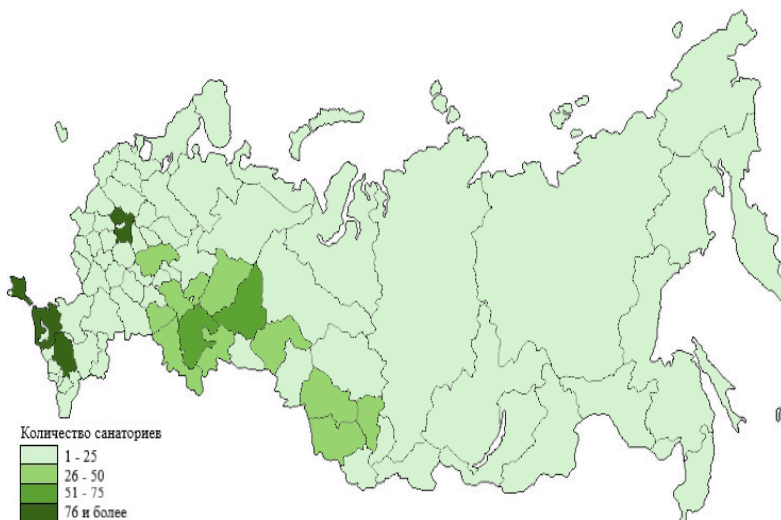 Количество санаториев
1 - 25
26 - 50
51 - 75
76 и более